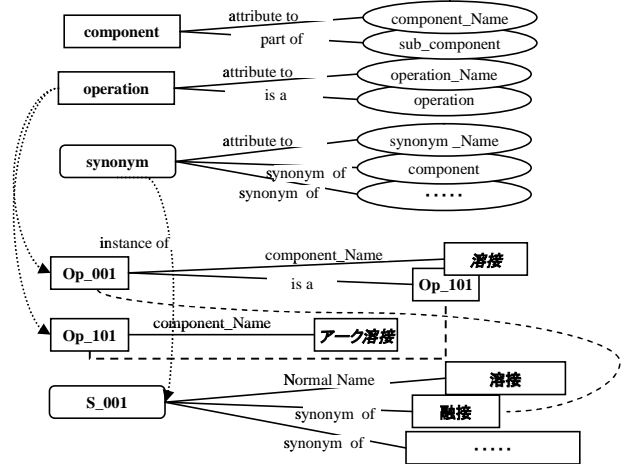 attribute to
component_Name
component
part of
sub_component
attribute to
operation_Name
operation
is a
operation
attribute to
synonym _Name
synonym
synonym of
component
synonym of
·····
instance of
component_Name
溶接
Op_001
is a
Op_101
Op_101
component_Name
アーク溶接
Normal Name
溶接
S_001
synonym of
融接
synonym of
·····